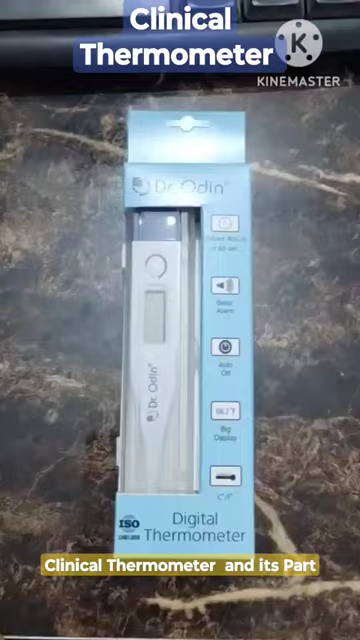 Clinical
Thermometer
KINEMASTER
Dr. Odin®
Beep
Alarm
Auto
Off
Big
Display
°C/°F
Dr. Odin®
ISO
Digital
Thermometer
Clinical Thermometer and its Part